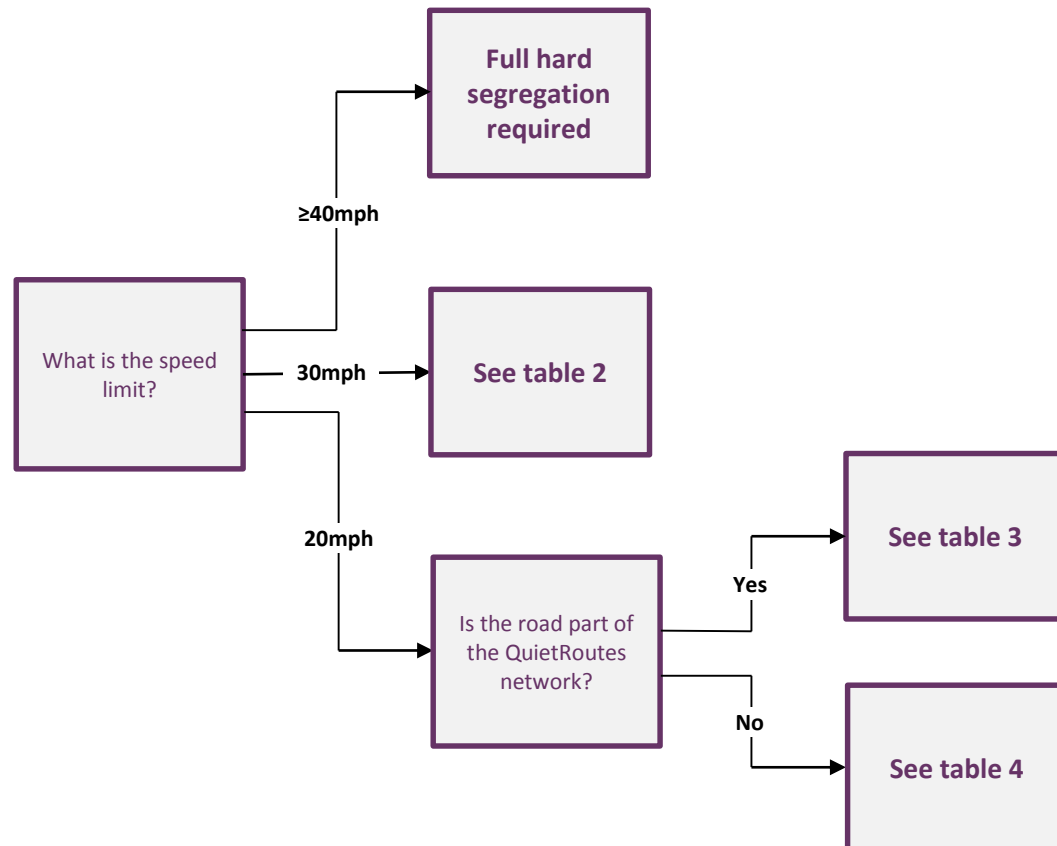 Full hard
segregation
required
≥40mph
What is the speed
limit?
30mph
See table 2
20mph
Is the road part of
the QuietRoutes
network?
Yes
See table 3
No
See table 4